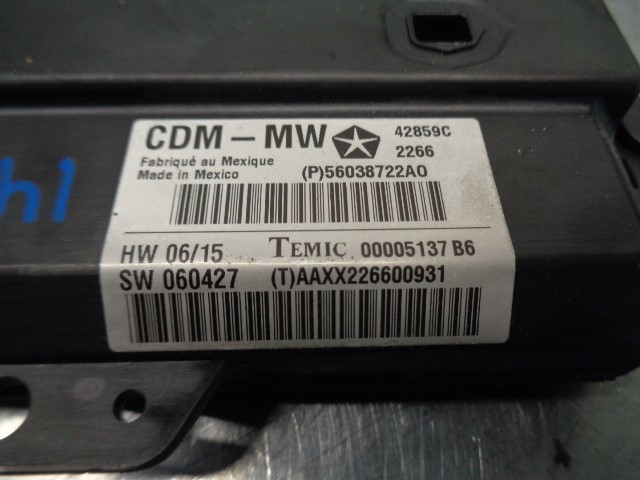 CDM-MW 42859C
2266
Fabriqué au Mexique
Made in Mexico (P)56038722AO
HW 06/15 TEMIC 00005137 B6
SW 060427 (T)AAXX226600931